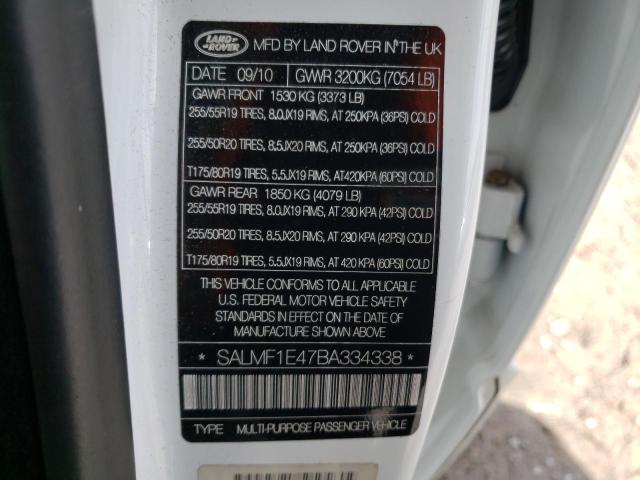 LAND ROVER MFD BY LAND ROVER IN THE UK
DATE 09/10 GVWR 3200KG (7054 LB)
GAWR FRONT 1530 KG (3373 LB)
255/55R19 TIRES, 8.0JX19 RIMS, AT 250KPA (36PSI) COLD
255/50R20 TIRES, 8.5JX20 RIMS, AT 250KPA (36PSI) COLD
T175/80R19 TIRES, 5.5JX19 RIMS, AT420KPA (60PSI) COLD
GAWR REAR 1850 KG (4079 LB)
255/55R19 TIRES, 8.0JX19 RIMS, AT 290 KPA (42PSI) COLD
255/50R20 TIRES, 8.5JX20 RIMS, AT 290 KPA (42PSI) COLD
T175/80R19 TIRES, 5.5JX19 RIMS, AT 420 KPA (60PSI) COLD
THIS VEHICLE CONFORMS TO ALL APPLICABLE
U.S. FEDERAL MOTOR VEHICLE SAFETY
STANDARDS IN EFFECT ON THE DATE OF
MANUFACTURE SHOWN ABOVE
* SALMF1E47BA334338 *
TYPE MULTI-PURPOSE PASSENGER VEHICLE